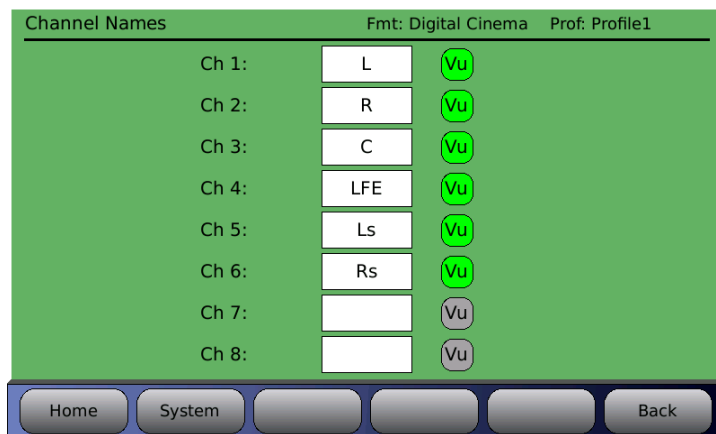 Channel Names Fmt: Digital Cinema Prof: Profile1
Ch 1: L Vu
Ch 2: R Vu
Ch 3: C Vu
Ch 4: LFE Vu
Ch 5: Ls Vu
Ch 6: Rs Vu
Ch 7: Vu
Ch 8: Vu
Home System Back